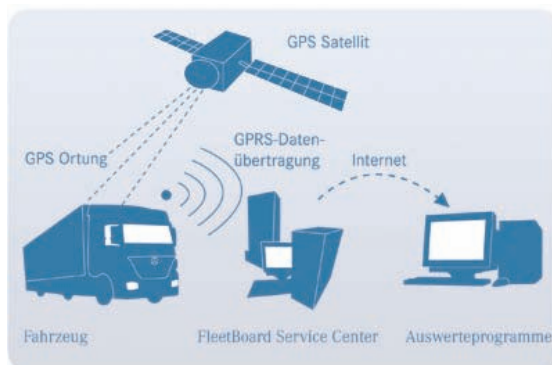 GPS Satellit
GPS Ortung
GPRS-Daten-
übertragung
Internet
Fahrzeug
FleetBoard Service Center
Auswerteprogramme